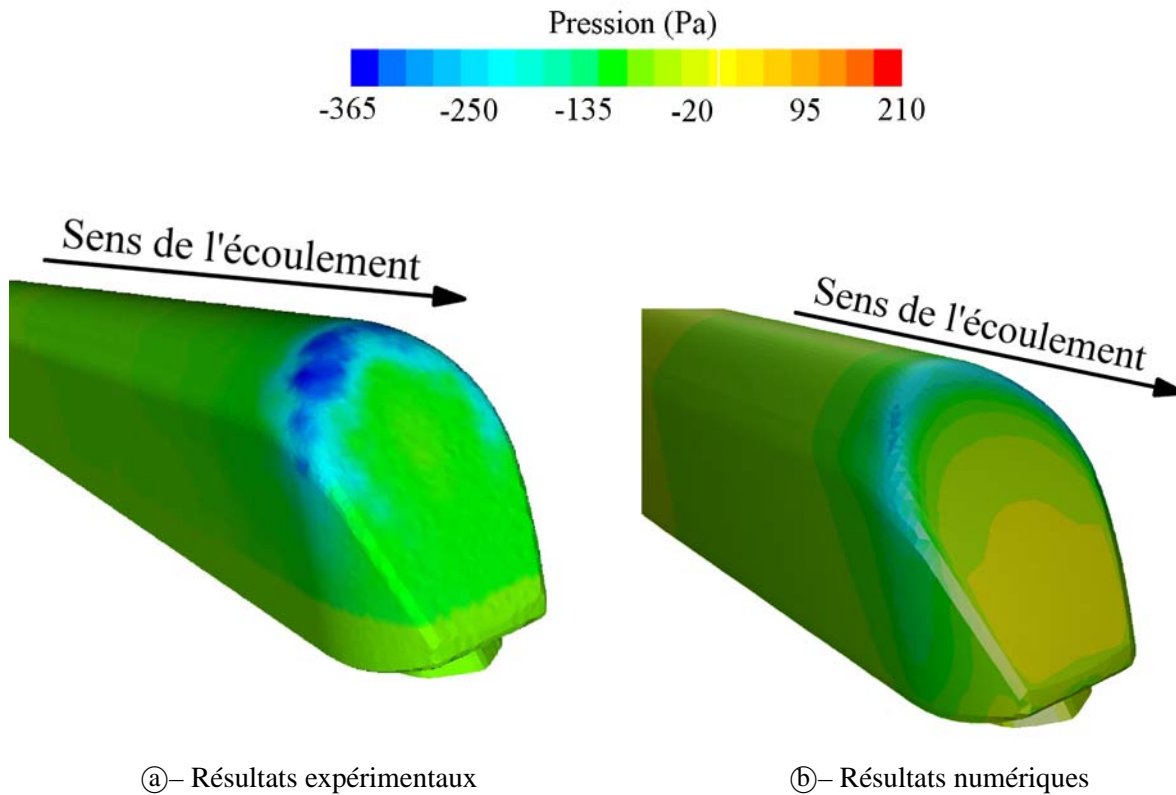 Pression (Pa)
-365 -250 -135 -20 95 210
Sens de l'écoulement
Sens de l'écoulement
ⓐ– Résultats expérimentaux
ⓑ– Résultats numériques